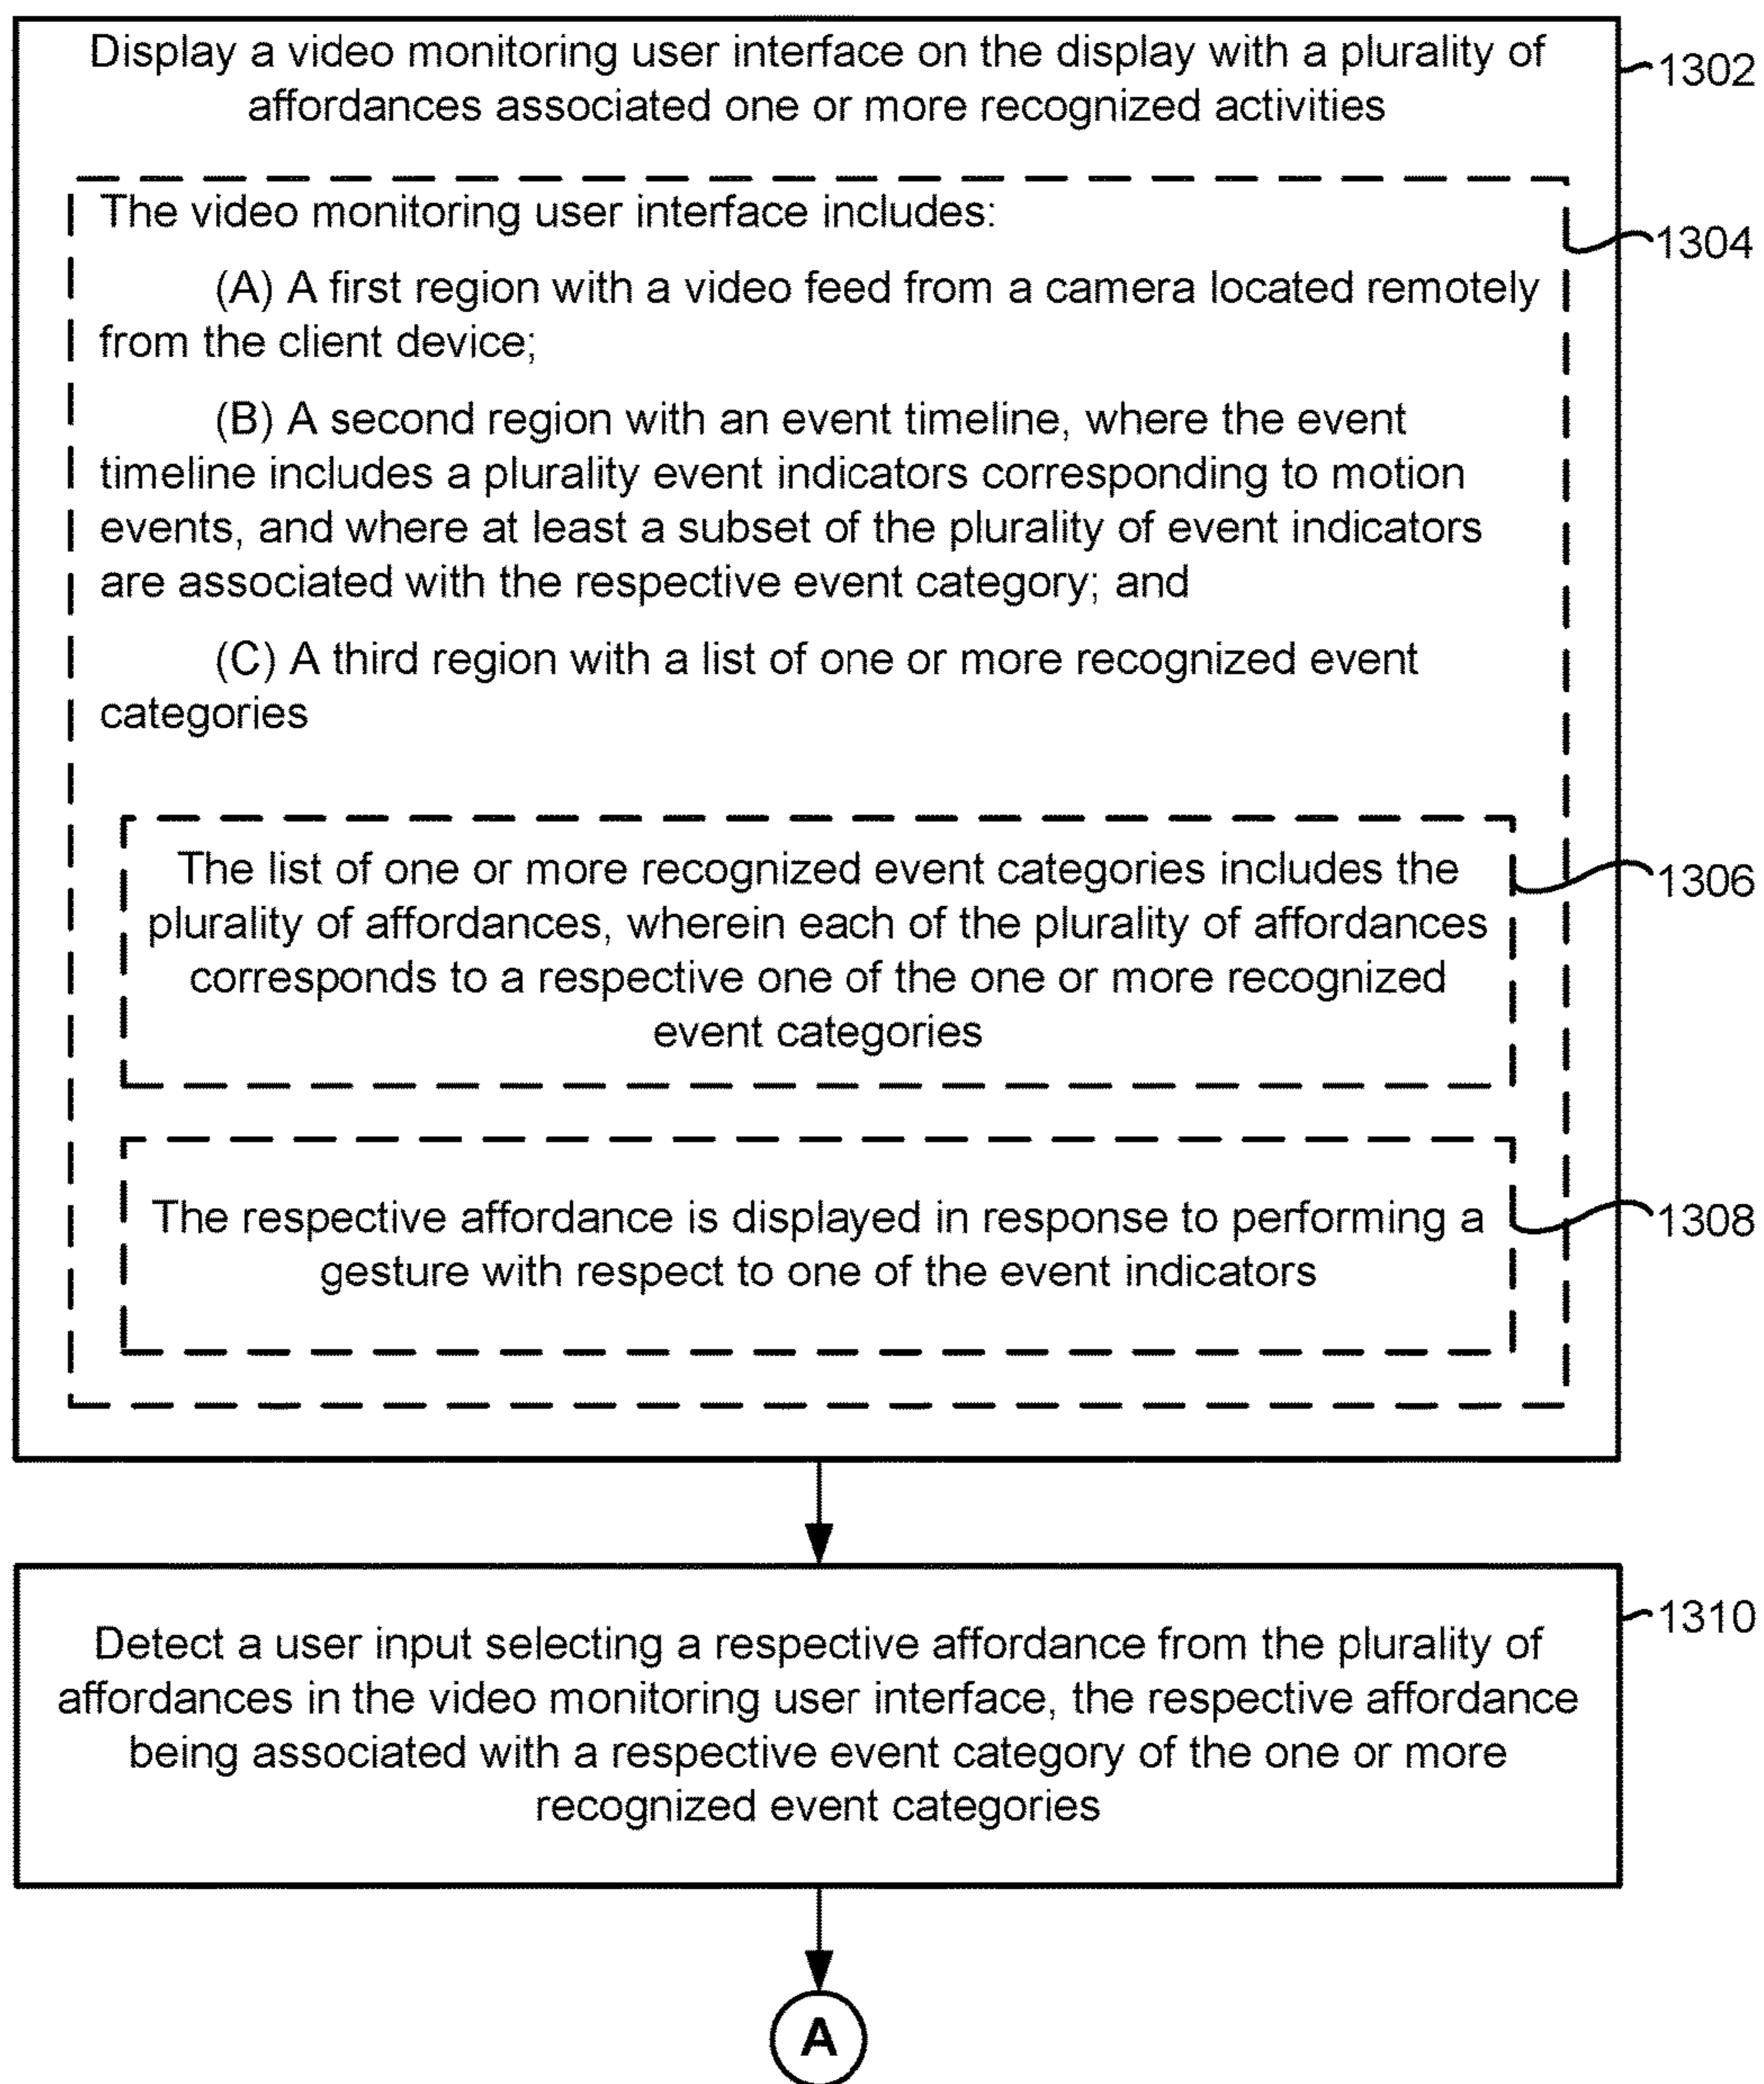 Display a video monitoring user interface on the display with a plurality of
affordances associated one or more recognized activities
1302
The video monitoring user interface includes:
1304
(A) A first region with a video feed from a camera located remotely
from the client device;
(B) A second region with an event timeline, where the event
timeline includes a plurality event indicators corresponding to motion
events, and where at least a subset of the plurality of event indicators
are associated with the respective event category; and
(C) A third region with a list of one or more recognized event
categories
The list of one or more recognized event categories includes the
plurality of affordances, wherein each of the plurality of affordances
corresponds to a respective one of the one or more recognized
event categories
1306
The respective affordance is displayed in response to performing a
gesture with respect to one of the event indicators
1308
Detect a user input selecting a respective affordance from the plurality of
affordances in the video monitoring user interface, the respective affordance
being associated with a respective event category of the one or more
recognized event categories
1310
A